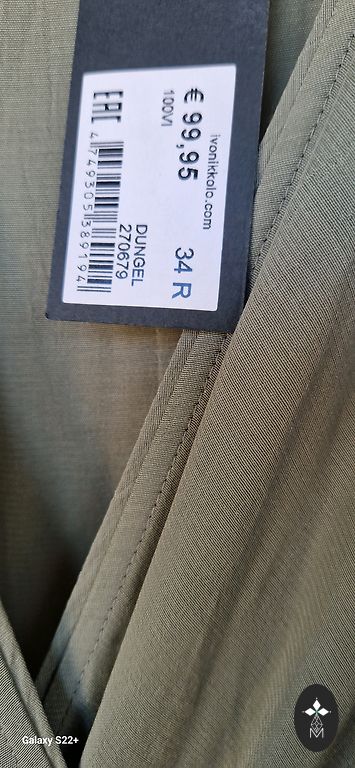 ivonikkolo.com
€ 99,95
34 R
100VI
DUNGEL
270679
EAC
4749305389194
Galaxy S22+